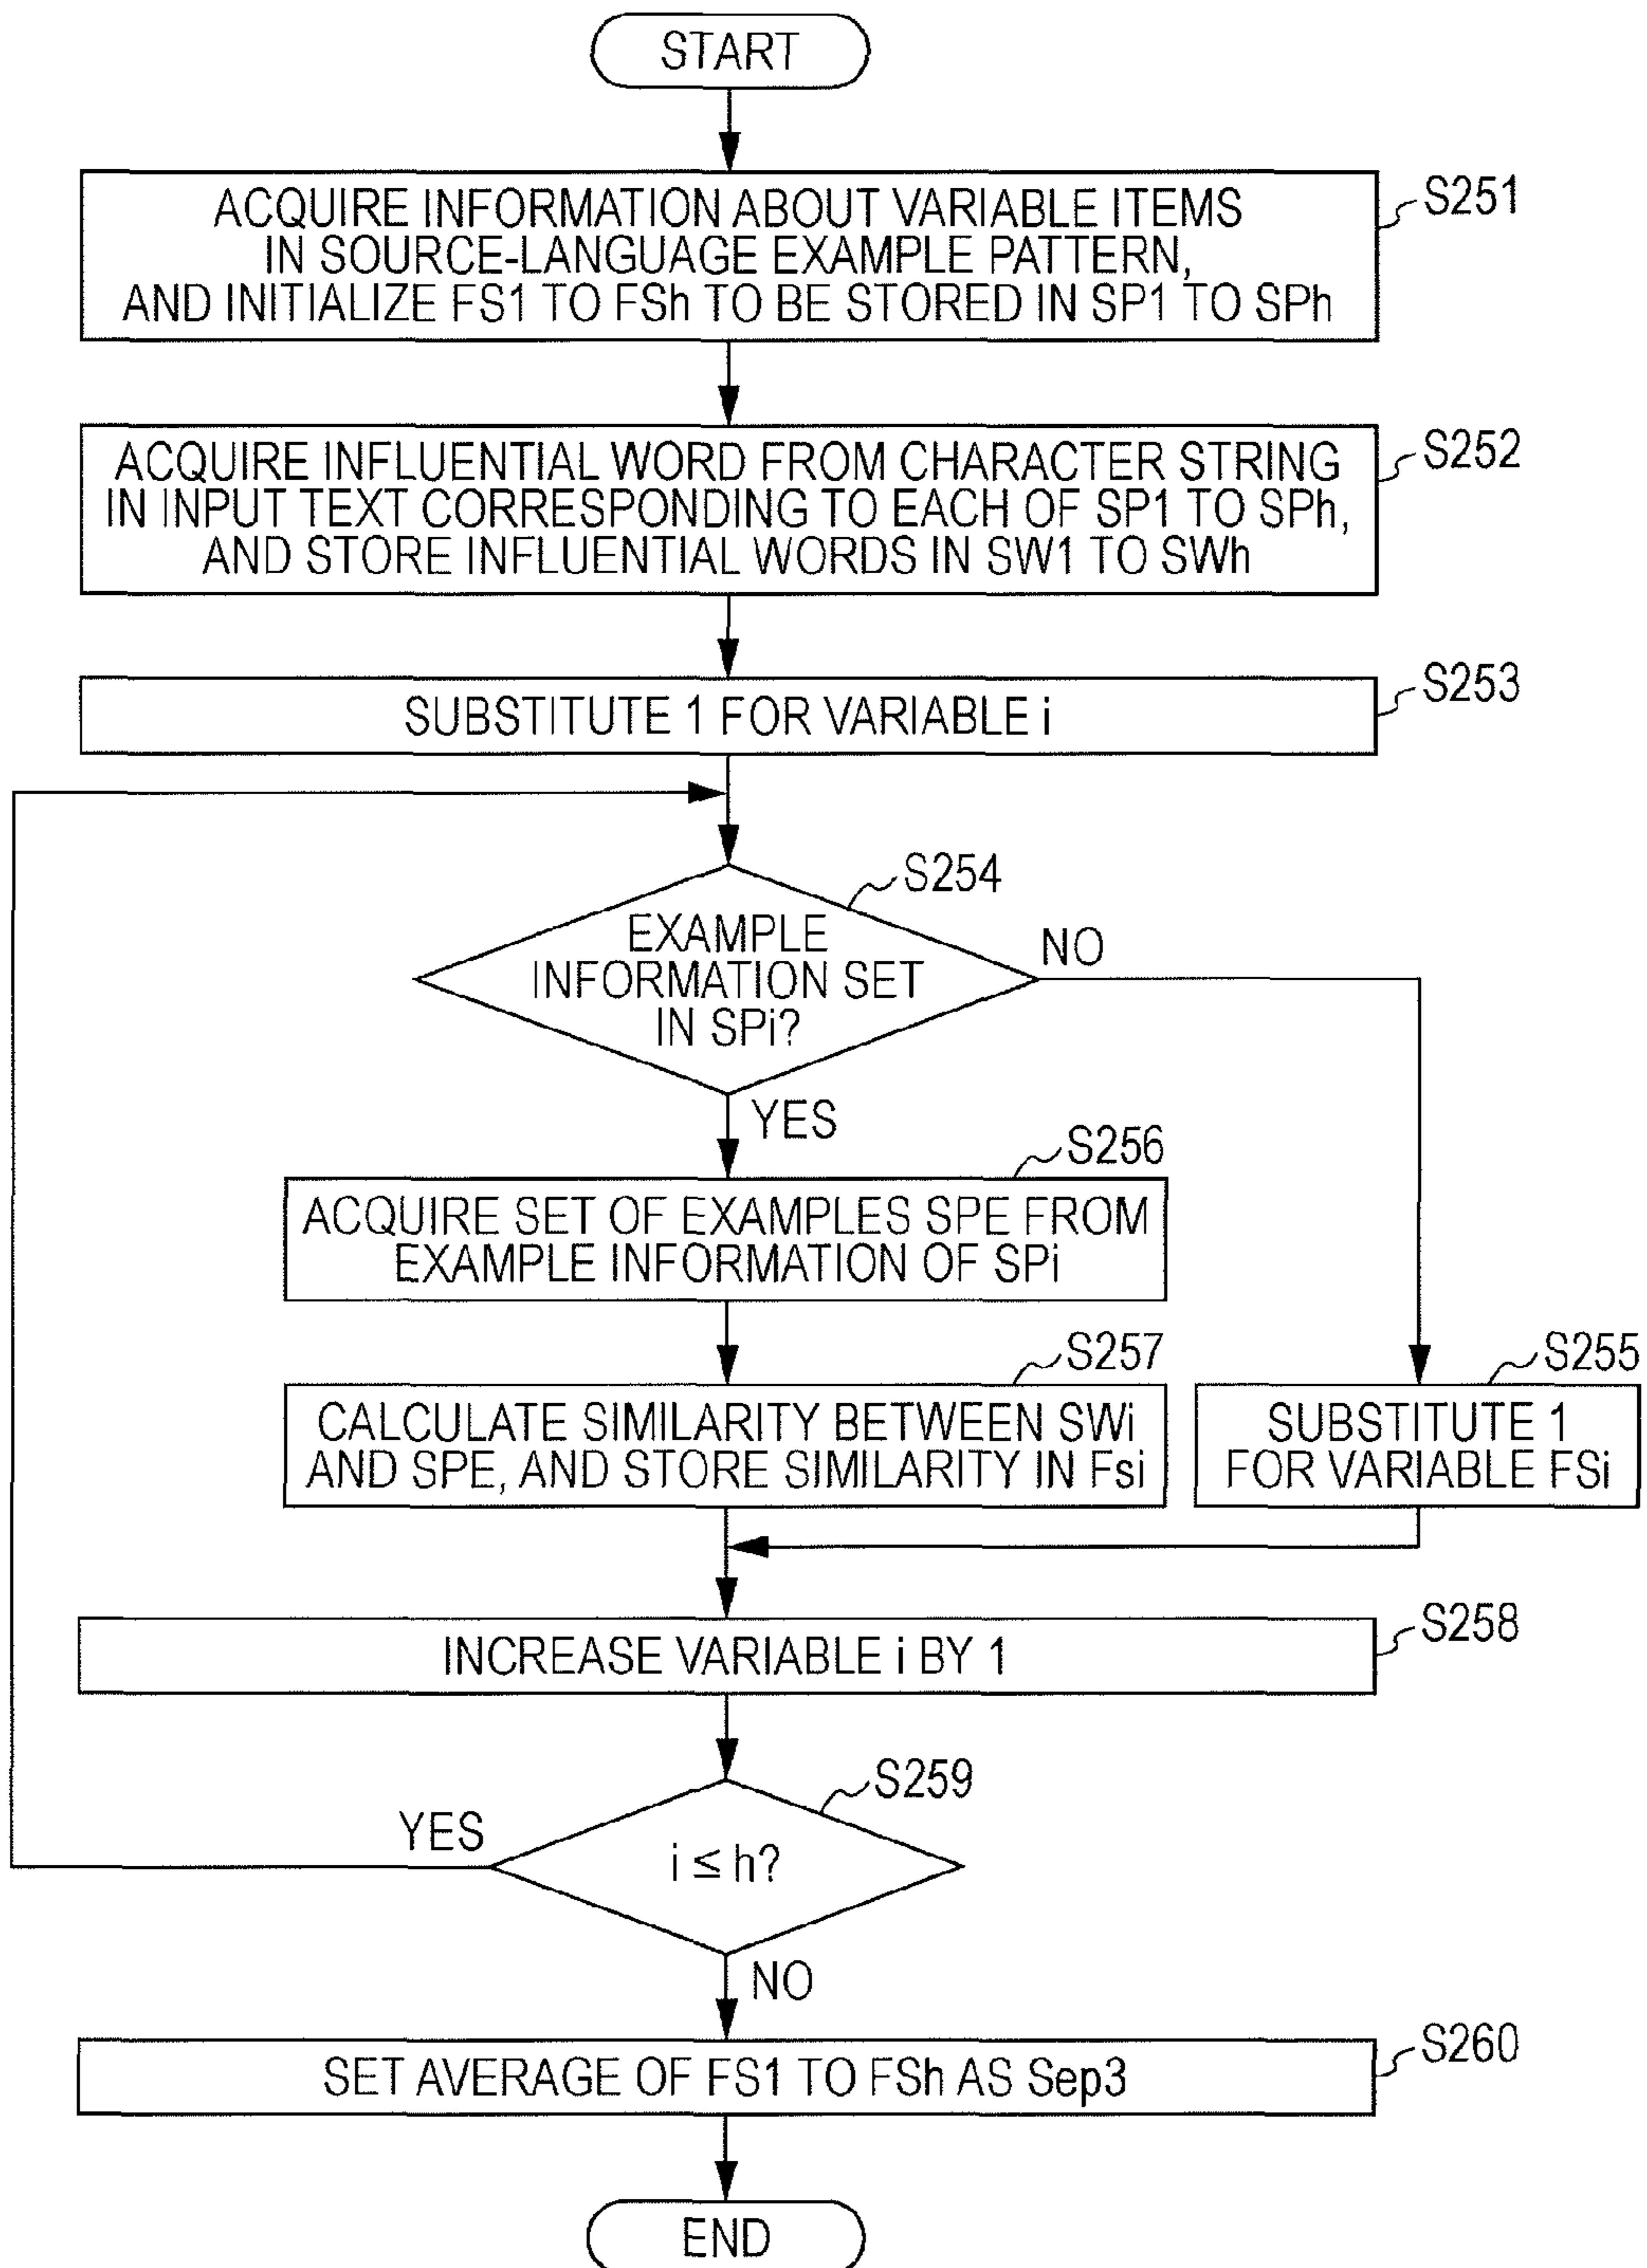 START
S251
ACQUIRE INFORMATION ABOUT VARIABLE ITEMS
IN SOURCE-LANGUAGE EXAMPLE PATTERN,
AND INITIALIZE FS1 TO FSh TO BE STORED IN SP1 TO SPh
S252
ACQUIRE INFLUENTIAL WORD FROM CHARACTER STRING
IN INPUT TEXT CORRESPONDING TO EACH OF SP1 TO SPh,
AND STORE INFLUENTIAL WORDS IN SW1 TO SWh
S253
SUBSTITUTE 1 FOR VARIABLE i
S254
EXAMPLE
INFORMATION SET
IN SPi?
NO
YES
S256
ACQUIRE SET OF EXAMPLES SPE FROM
EXAMPLE INFORMATION OF SPi
S257
CALCULATE SIMILARITY BETWEEN SWi
AND SPE, AND STORE SIMILARITY IN Fsi
S255
SUBSTITUTE 1
FOR VARIABLE FSi
S258
INCREASE VARIABLE i BY 1
S259
YES
i ≤ h?
NO
S260
SET AVERAGE OF FS1 TO FSh AS Sep3
END